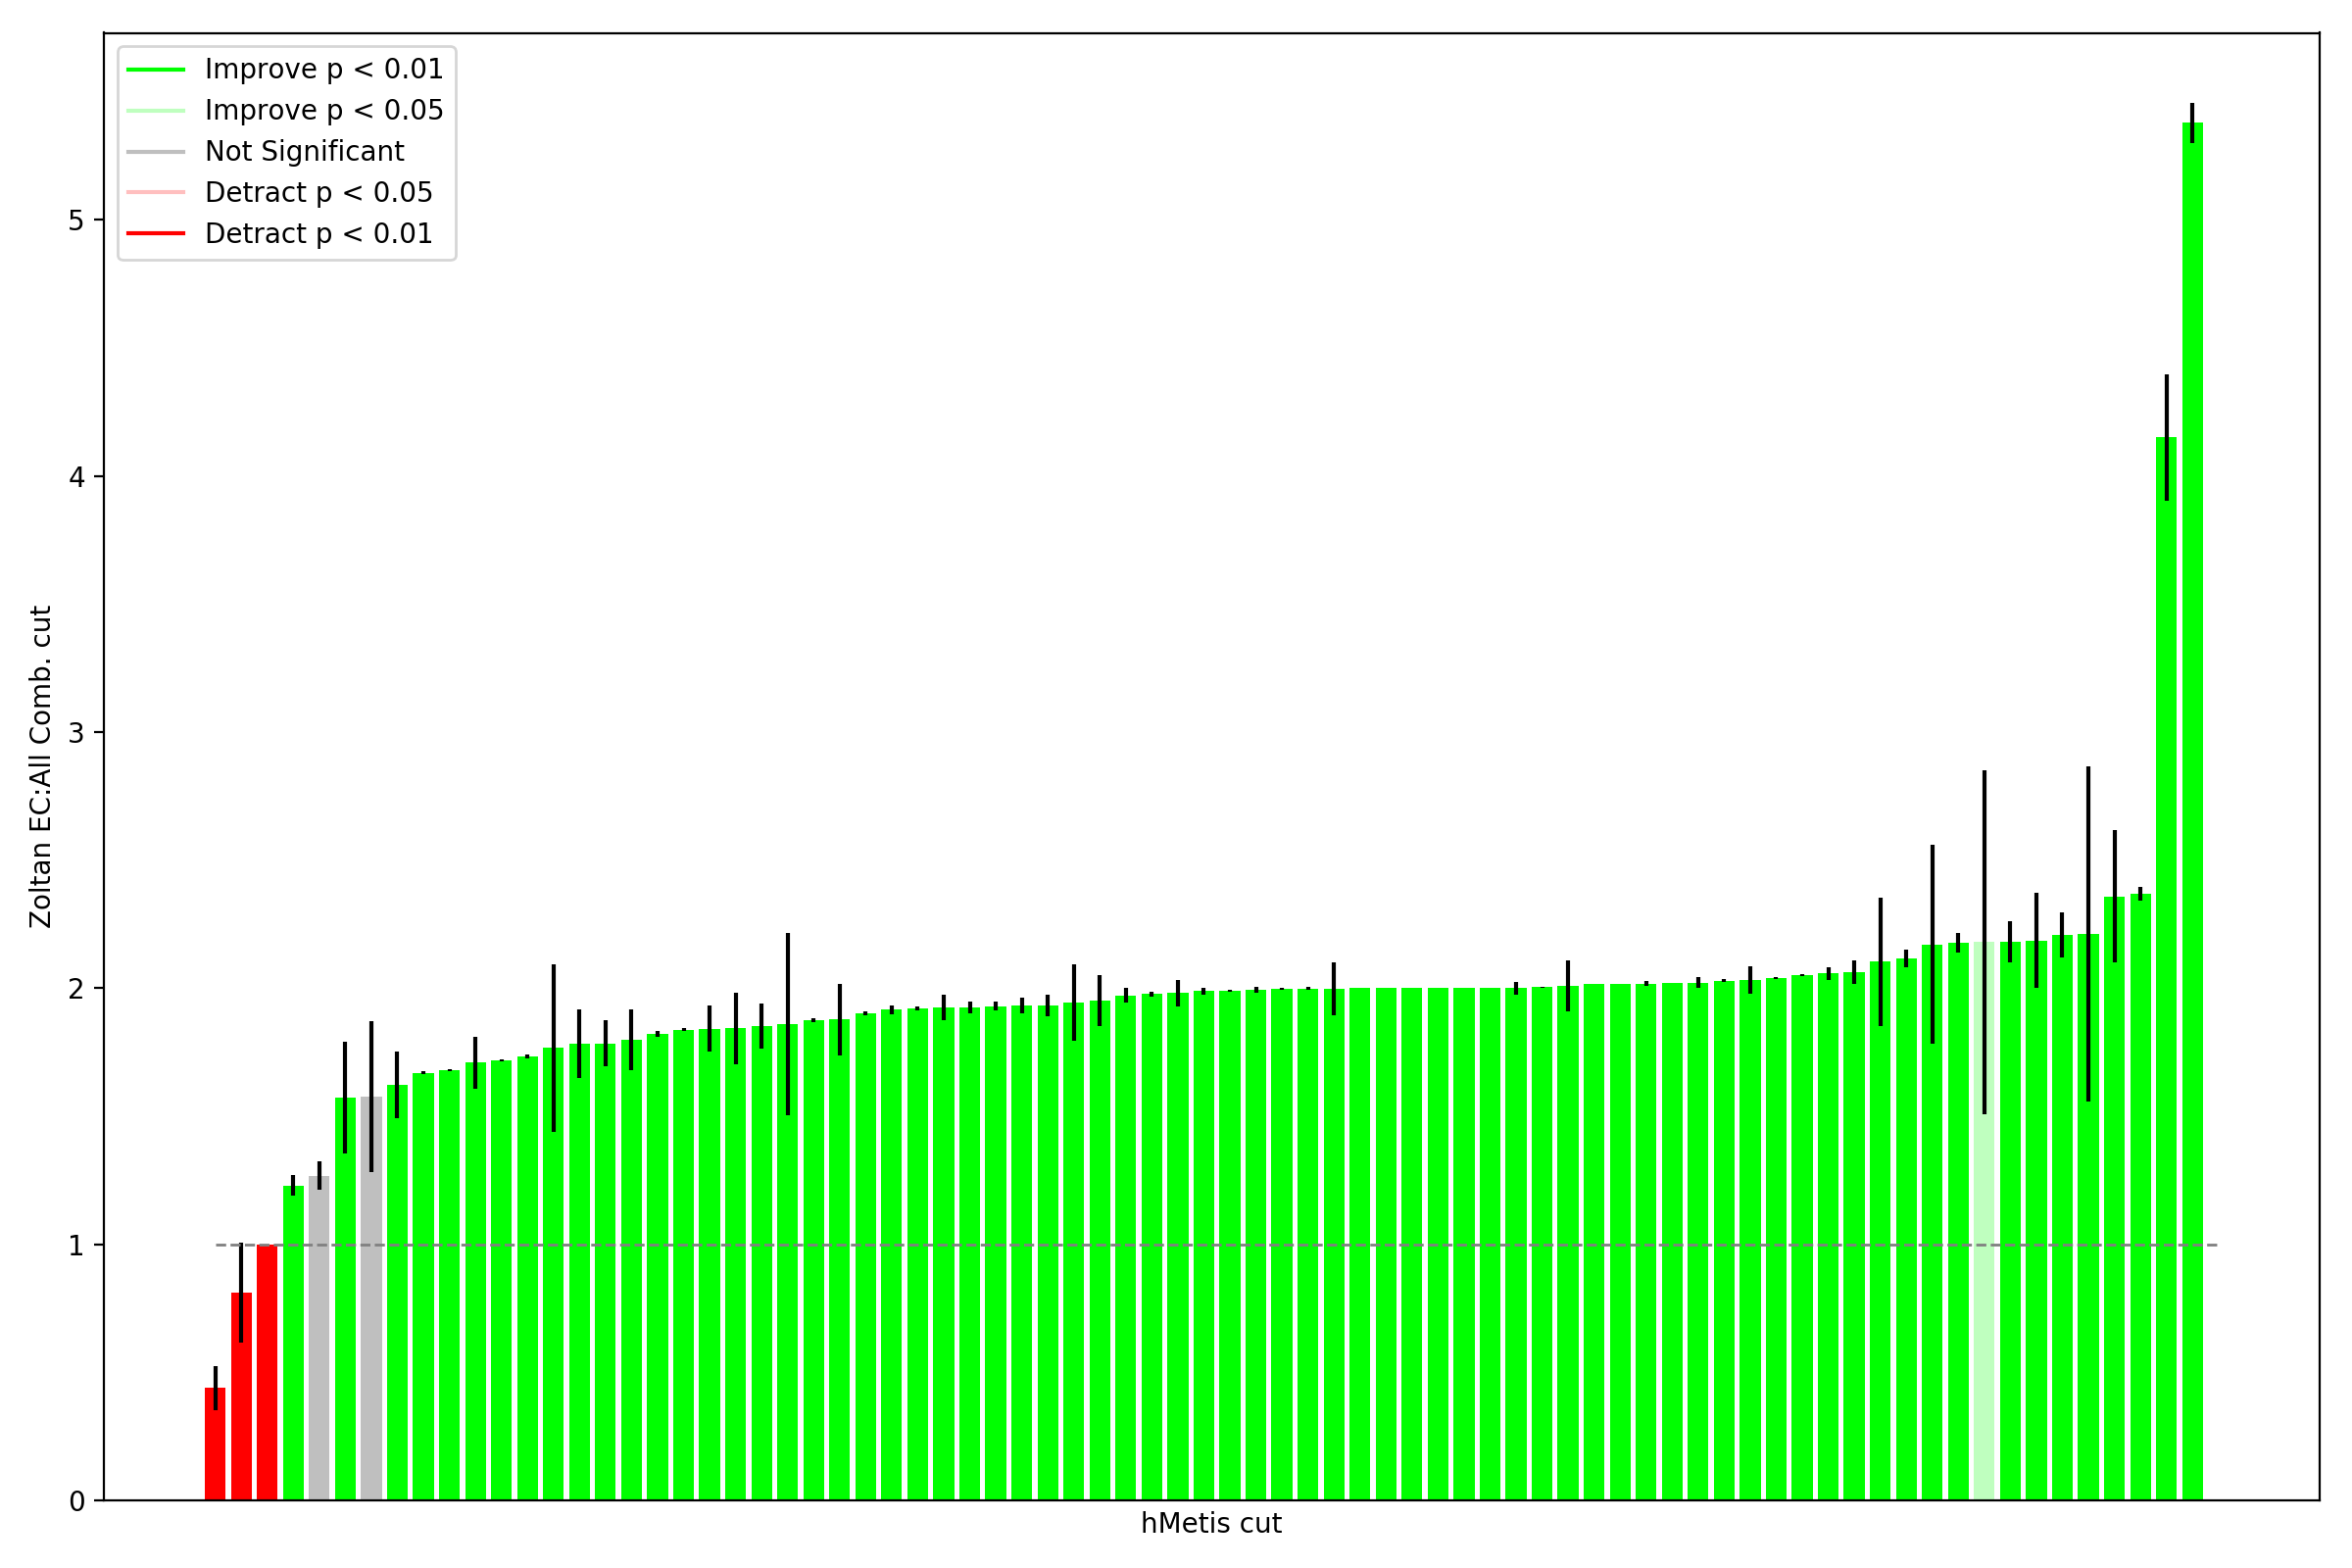 Improve p < 0.01
Improve p < 0.05
Not Significant
Detract p < 0.05
Detract p < 0.01
5
4
3
2
1
0
Zoltan EC:All Comb. cut
hMetis cut